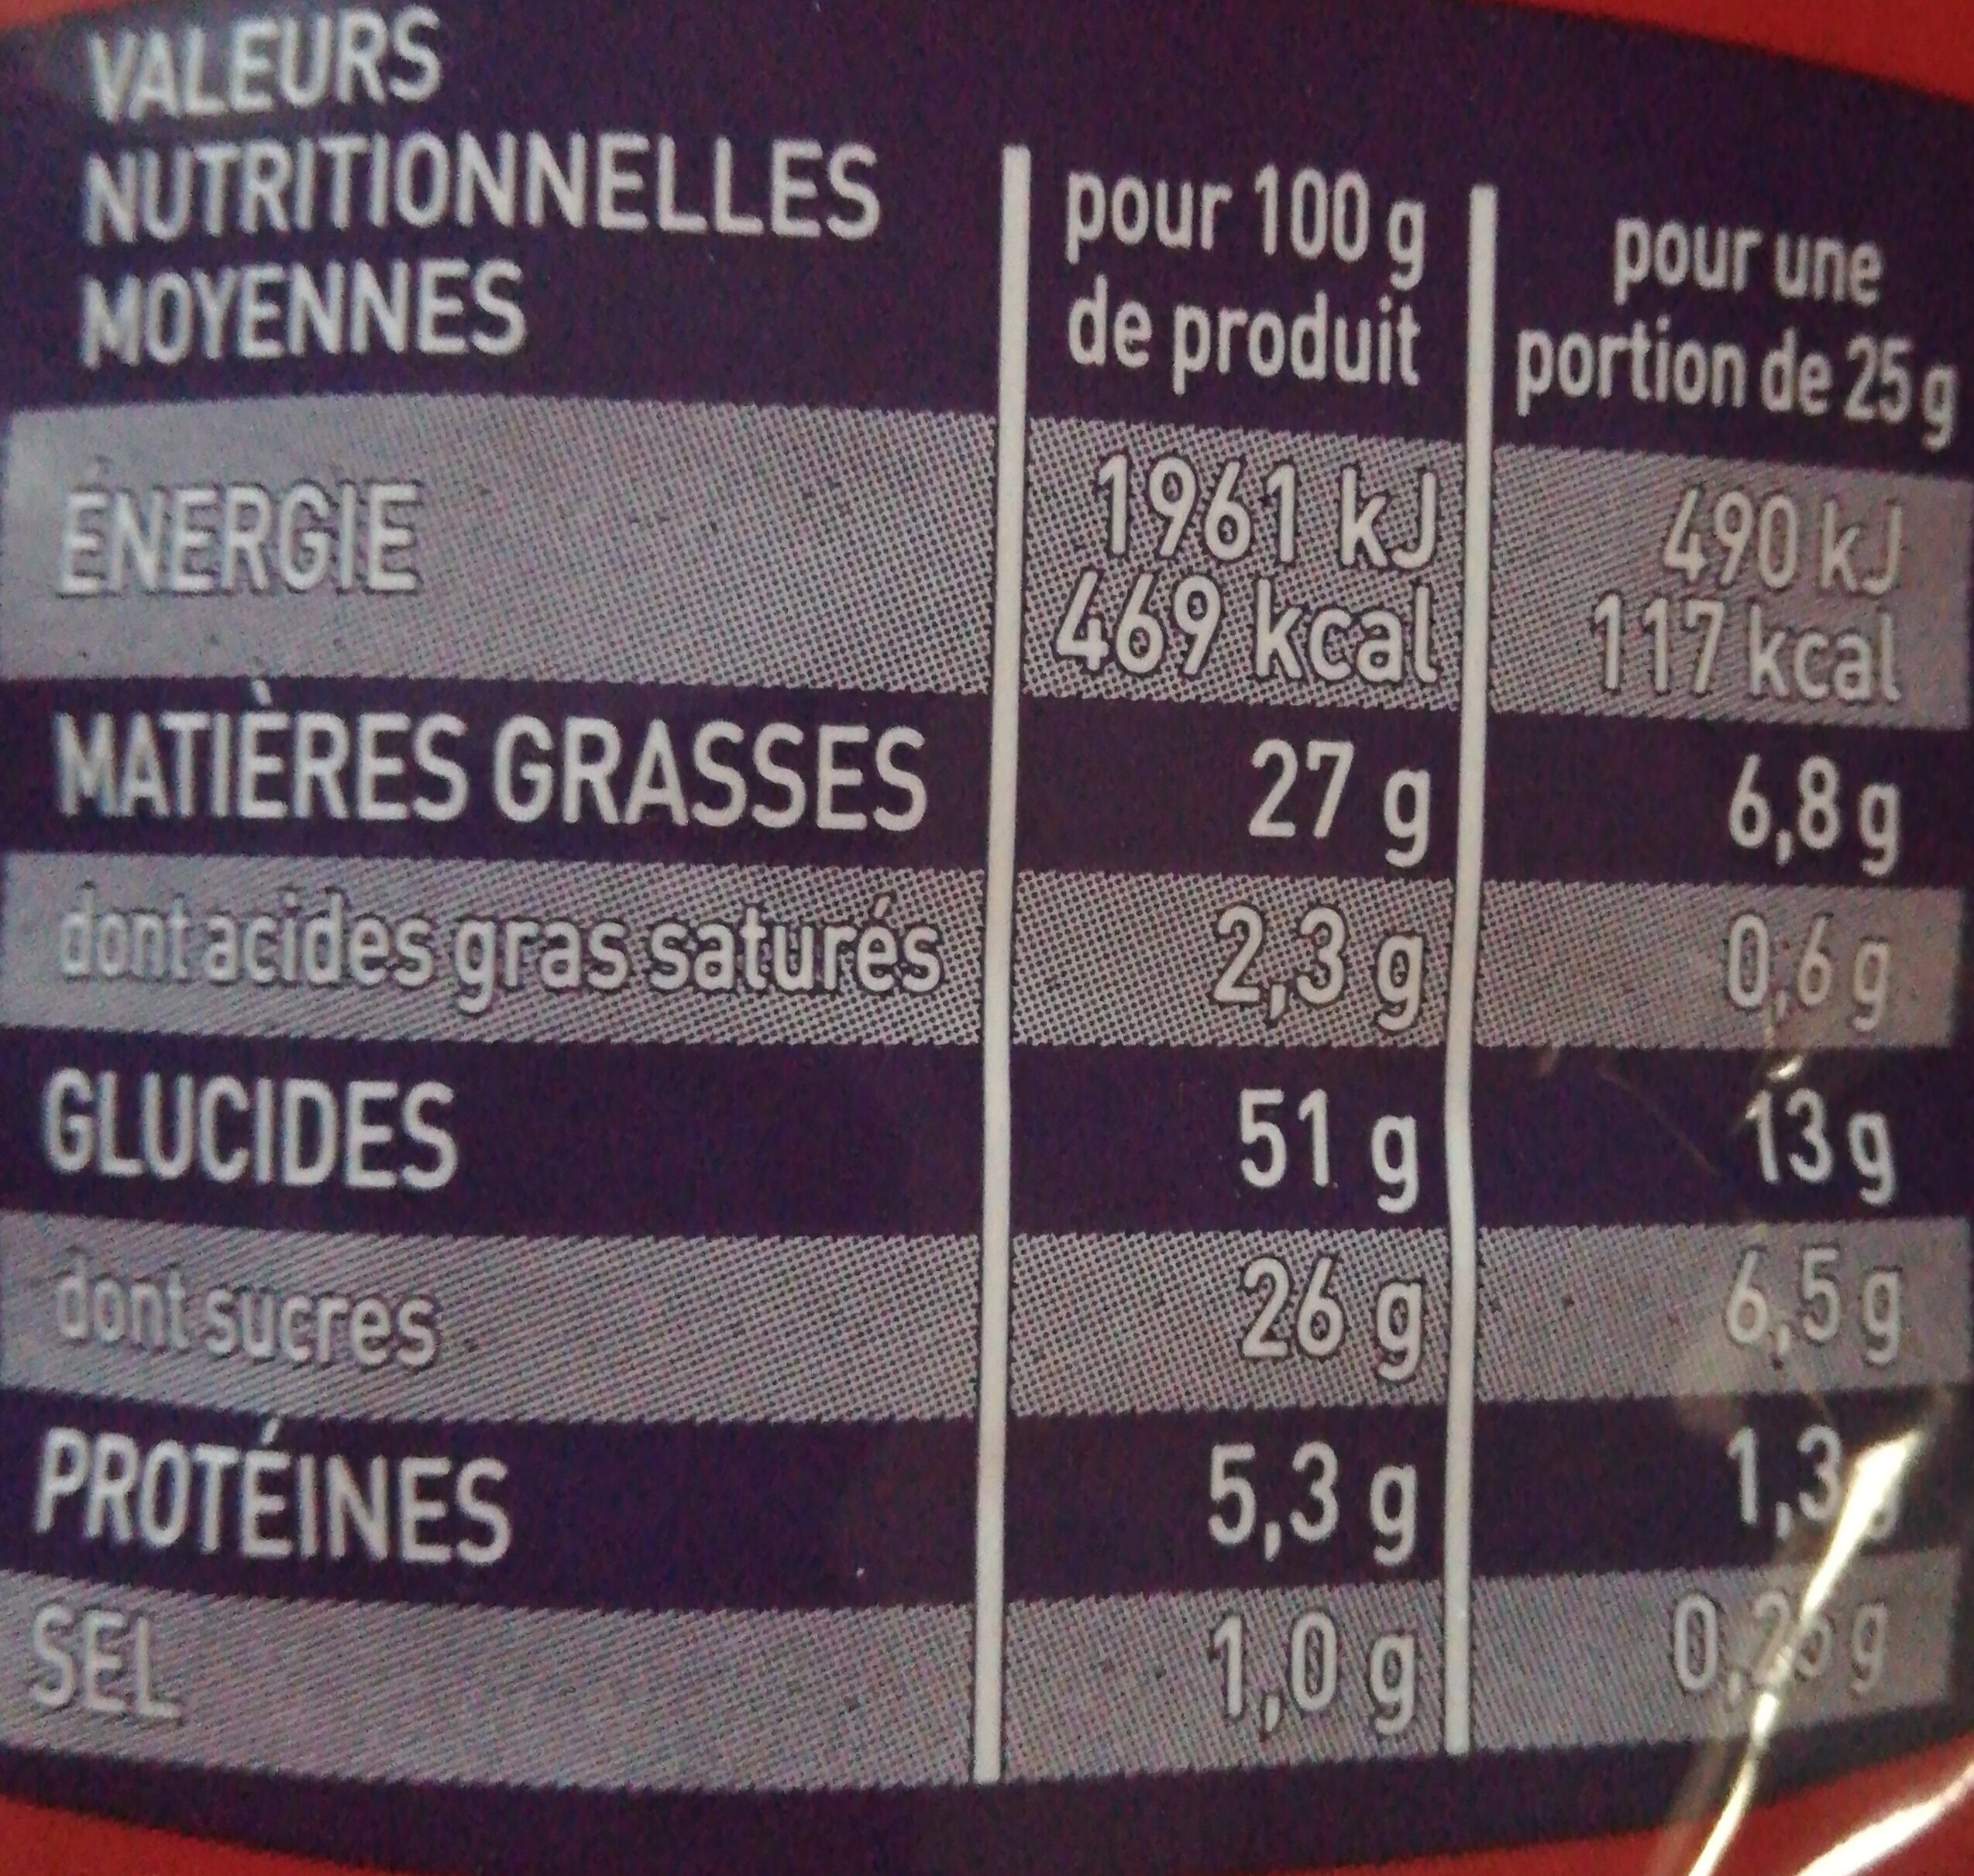 VALEURS
NUTRITIONNELLES
MOYENNES
pour 100 g
de produit
pour une
portion de 25 g
ÉNERGIE
1961 kJ
469 kcal
490 kJ
117 kcal
MATIÈRES GRASSES 27 g 6,8 g
dont acides gras saturés 2,3 g 0,6 g
GLUCIDES 51 g 13 g
dont sucres 26 g 6,5 g
PROTÉINES 5,3 g 1,3
SEL 1,0 g